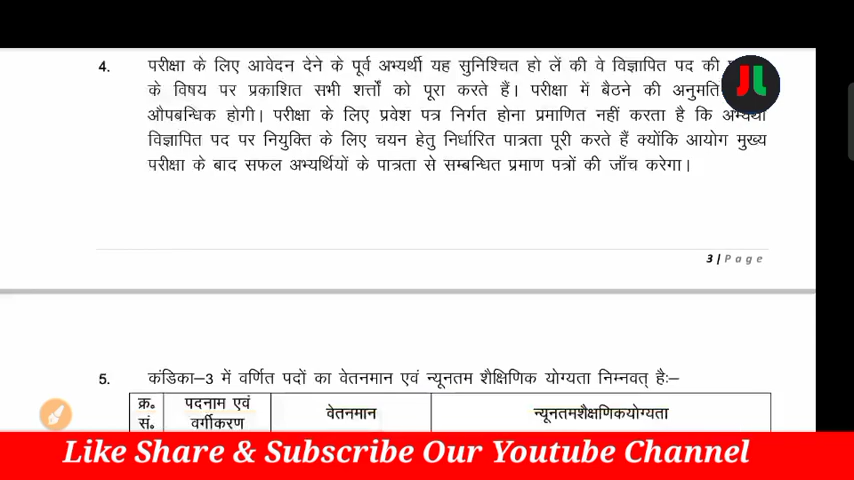 4. परीक्षा के लिए आवेदन देने के पूर्व अभ्यर्थी यह सुनिश्चित हो लें की वे विज्ञापित पद की
के विषय पर प्रकाशित सभी शर्त्तों को पूरा करते हैं। परीक्षा में बैठने की अनुमति
औपबन्धिक होगी। परीक्षा के लिए प्रवेश पत्र निर्गत होना प्रमाणित नहीं करता है कि अभ्यर्थी
विज्ञापित पद पर नियुक्ति के लिए चयन हेतु निर्धारित पात्रता पूरी करते हैं क्योंकि आयोग मुख्य
परीक्षा के बाद सफल अभ्यर्थियों के पात्रता से सम्बन्धित प्रमाण पत्रों की जाँच करेगा।
JL
3 | Page
5. कंडिका–3 में वर्णित पदों का वेतनमान एवं न्यूनतम शैक्षिणिक योग्यता निम्नवत् हैः–
क्र॰ सं॰
पदनाम एवं वर्गीकरण
वेतनमान
न्यूनतमशैक्षणिकयोग्यता
Like Share & Subscribe Our Youtube Channel